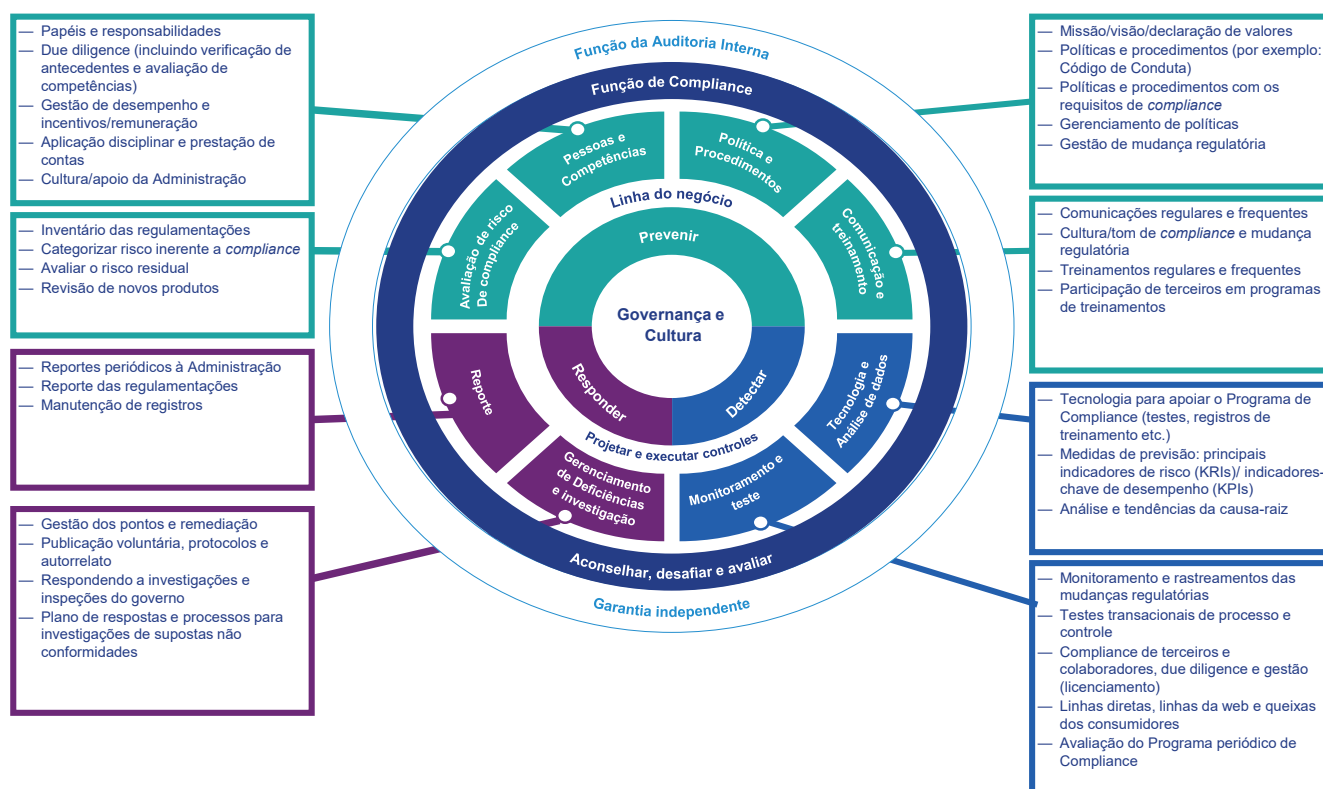 — Papéis e responsabilidades
— Due diligence (incluindo verificação de
antecedentes e avaliação de
competências)
— Gestão de desempenho e
incentivos/remuneração
— Aplicação disciplinar e prestação de
contas
— Cultura/apoio da Administração
— Inventário das regulamentações
— Categorizar risco inerente a compliance
— Avaliar o risco residual
— Revisão de novos produtos
— Reportes periódicos à Administração
— Reporte das regulamentações
— Manutenção de registros
— Gestão dos pontos e remediação
— Publicação voluntária, protocolos e
autorrelato
— Respondendo a investigações e
inspeções do governo
— Plano de respostas e processos para
investigações de supostas não
conformidades
Função da Auditoria Interna
Função de Compliance
Pessoas e
Competências
Política e
Procedimentos
Avaliação de risco
De compliance
Comunicação e
treinamento
Linha do negócio
Prevenir
Governança e
Cultura
Responder
Detectar
Reporte
Tecnologia e
Análise de dados
Projetar e executar controles
Gerenciamento
de Deficiências
e investigação
Monitoramento e
teste
Aconselhar, desafiar e avaliar
Garantia independente
— Missão/visão/declaração de valores
— Políticas e procedimentos (por exemplo:
Código de Conduta)
— Políticas e procedimentos com os
requisitos de compliance
— Gerenciamento de políticas
— Gestão de mudança regulatória
— Comunicações regulares e frequentes
— Cultura/tom de compliance e mudança
regulatória
— Treinamentos regulares e frequentes
— Participação de terceiros em programas
de treinamentos
— Tecnologia para apoiar o Programa de
Compliance (testes, registros de
treinamento etc.)
— Medidas de previsão: principais
indicadores de risco (KRIs)/ indicadores-
chave de desempenho (KPIs)
— Análise e tendências da causa-raiz
— Monitoramento e rastreamentos das
mudanças regulatórias
— Testes transacionais de processo e
controle
— Compliance de terceiros e
colaboradores, due diligence e gestão
(licenciamento)
— Linhas diretas, linhas da web e queixas
dos consumidores
— Avaliação do Programa periódico de
Compliance